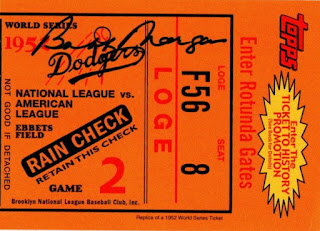 WORLD SERIES
195
Dodgers
NATIONAL LEAGUE vs.
AMERICAN
LEAGUE
EBBETS
FIELD
RAIN CHECK
RETAIN THIS CHECK
GAME 2
Brooklyn National League Baseball Club, Inc.
NOT GOOD IF DETACHED
LOGE
LOGE
F56
SEAT
8
Replica of a 1952 World Series Ticket
Enter Rotunda Gates
Topps
Enter The
TICKET TO HISTORY
PROMOTION